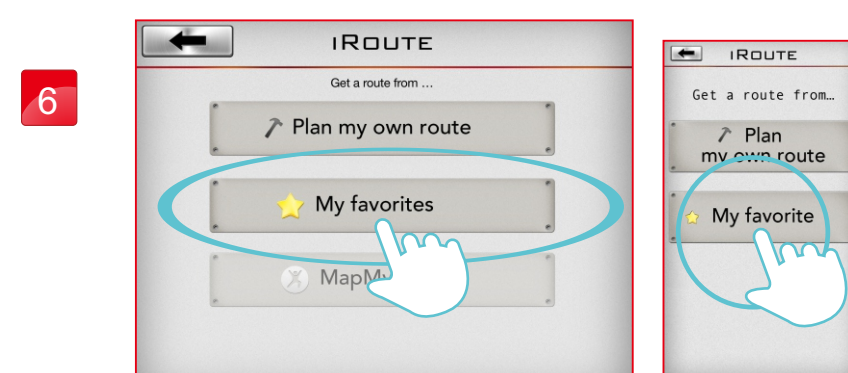 6
iROUTE
Get a route from ...
Plan my own route
My favorites
iROUTE
Get a route from…
Plan
my own route
My favorite